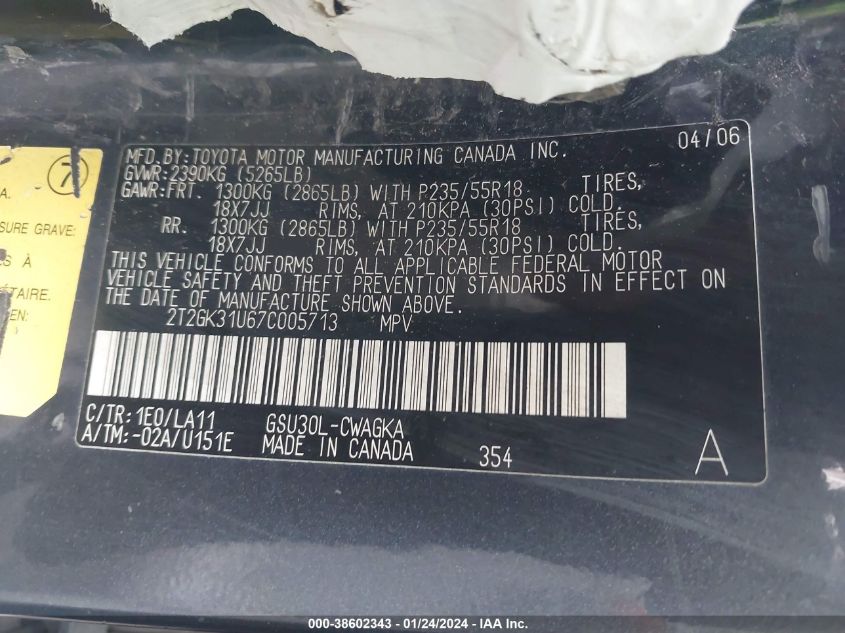 7
A.
SURE GRAVE:
ÉS À
ÉTAIRE.
EN:
MFD.BY:TOYOTA MOTOR MANUFACTURING CANADA INC. 04/06
GVWR:2390KG (5265LB)
GAWR:FRT. 1300KG (2865LB) WITH P235/55R18 TIRES,
18X7JJ RIMS, AT 210KPA (30PSI) COLD.
RR. 1300KG (2865LB) WITH P235/55R18 TIRES,
18X7JJ RIMS, AT 210KPA (30PSI) COLD.
THIS VEHICLE CONFORMS TO ALL APPLICABLE FEDERAL MOTOR
VEHICLE SAFETY AND THEFT PREVENTION STANDARDS IN EFFECT ON
THE DATE OF MANUFACTURE SHOWN ABOVE.
2T2GK31U67C005713 MPV
C/TR:1E0/LA11 GSU30L-CWAGKA
A/TM:-02A/U151E MADE IN CANADA 354 A
000-38602343 - 01/24/2024 - IAA Inc.